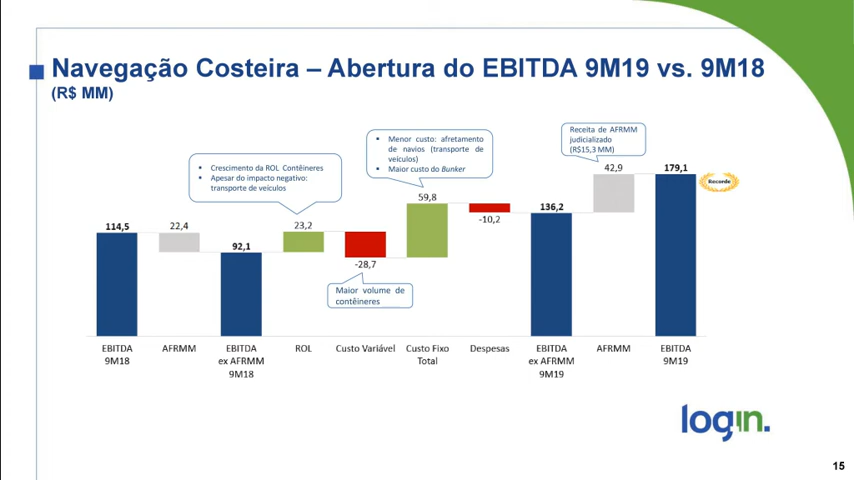 Navegação Costeira – Abertura do EBITDA 9M19 vs. 9M18
(R$ MM)
Crescimento da ROL Contêineres
Apesar do impacto negativo:
transporte de veículos
Menor custo: afretamento
de navios (transporte de
veículos)
Maior custo do Bunker
Receita de AFRMM
judicializado
(R$15,3 MM)
114,5
22,4
92,1
23,2
-28,7
59,8
-10,2
136,2
42,9
179,1
Recorde
Maior volume de
contêineres
EBITDA
9M18
AFRMM
EBITDA
ex AFRMM
9M18
ROL
Custo Variável
Custo Fixo
Total
Despesas
EBITDA
ex AFRMM
9M19
AFRMM
EBITDA
9M19
login.
15